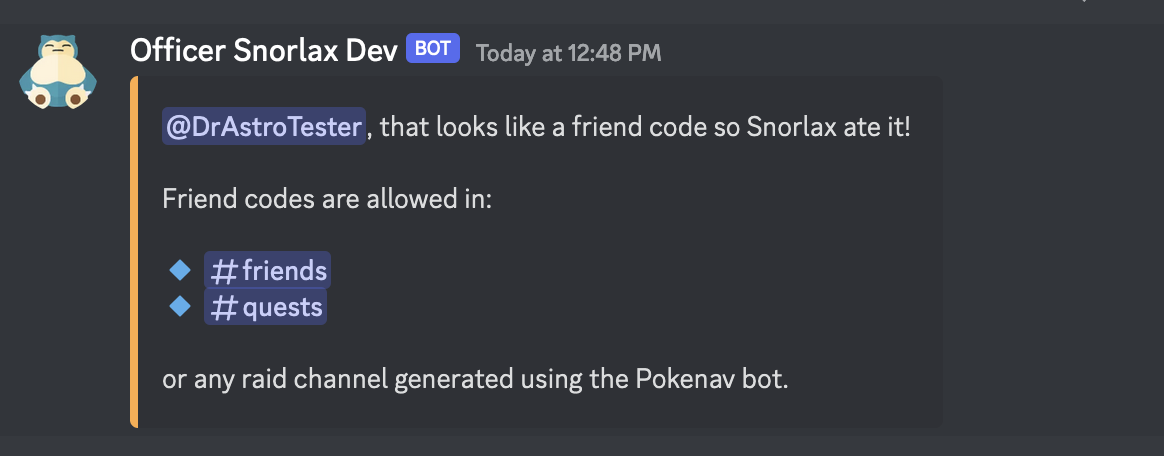 Officer Snorlax Dev BOT Today at 12:48 PM
@DrAstroTester, that looks like a friend code so Snorlax ate it!
Friend codes are allowed in:
#friends
#quests
or any raid channel generated using the Pokenav bot.